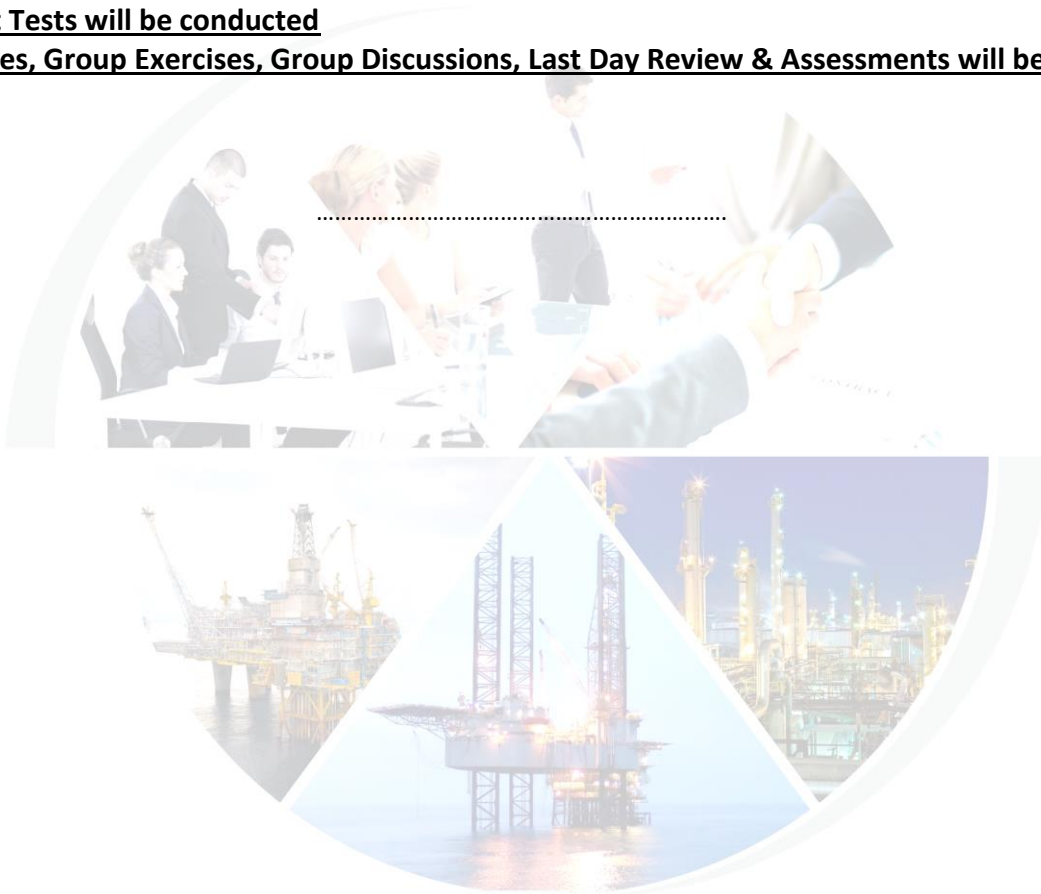 Tests will be conducted
es, Group Exercises, Group Discussions, Last Day Review & Assessments will be
....................................................................